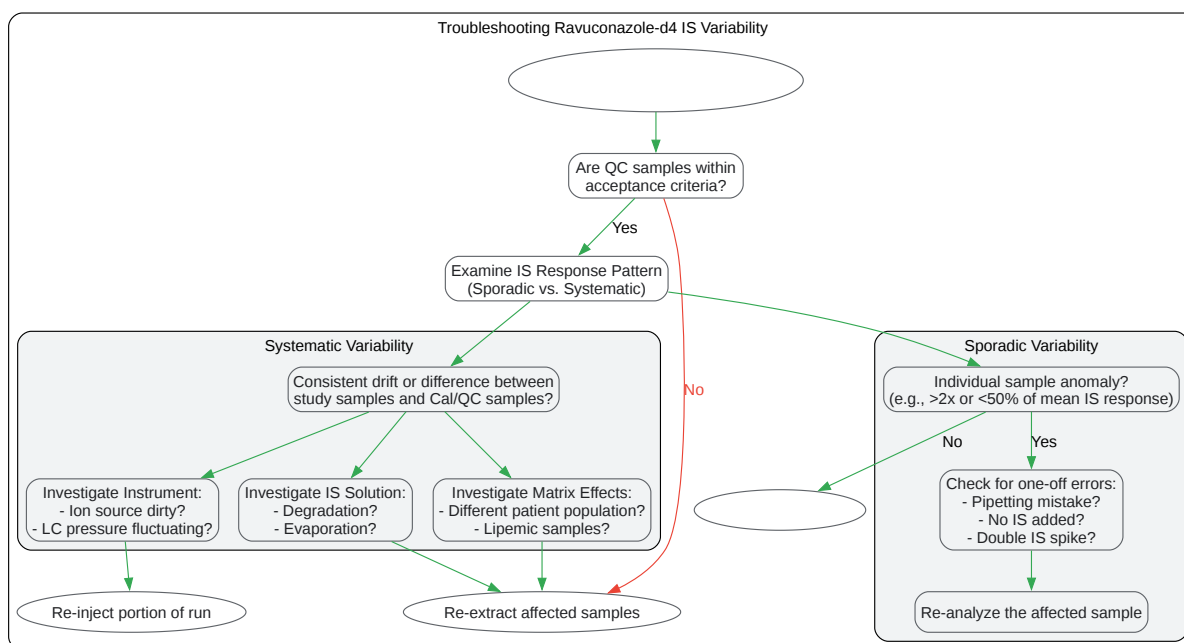 Troubleshooting Ravuconazole-d4 IS Variability
Are QC samples within
acceptance criteria?
Yes
Examine IS Response Pattern
(Sporadic vs. Systematic)
No
Systematic Variability
Consistent drift or difference between
study samples and Cal/QC samples?
Investigate Instrument:
- Ion source dirty?
- LC pressure fluctuating?
Investigate IS Solution:
- Degradation?
- Evaporation?
Investigate Matrix Effects:
- Different patient population?
- Lipemic samples?
Re-inject portion of run
Re-extract affected samples
Sporadic Variability
Individual sample anomaly?
(e.g., >2x or <50% of mean IS response)
No
Yes
Check for one-off errors:
- Pipetting mistake?
- No IS added?
- Double IS spike?
Re-analyze the affected sample